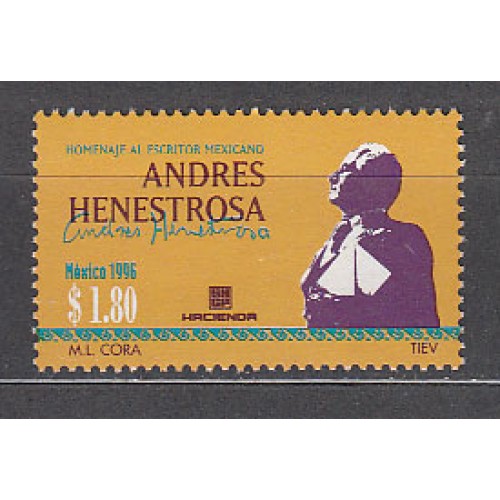 HOMENAJE AL ESCRITOR MEXICANO
ANDRES
HENESTROSA
Andres Henestrosa
México 1996
$ 1.80
HACIENDA
M.L. CORA
TIEV